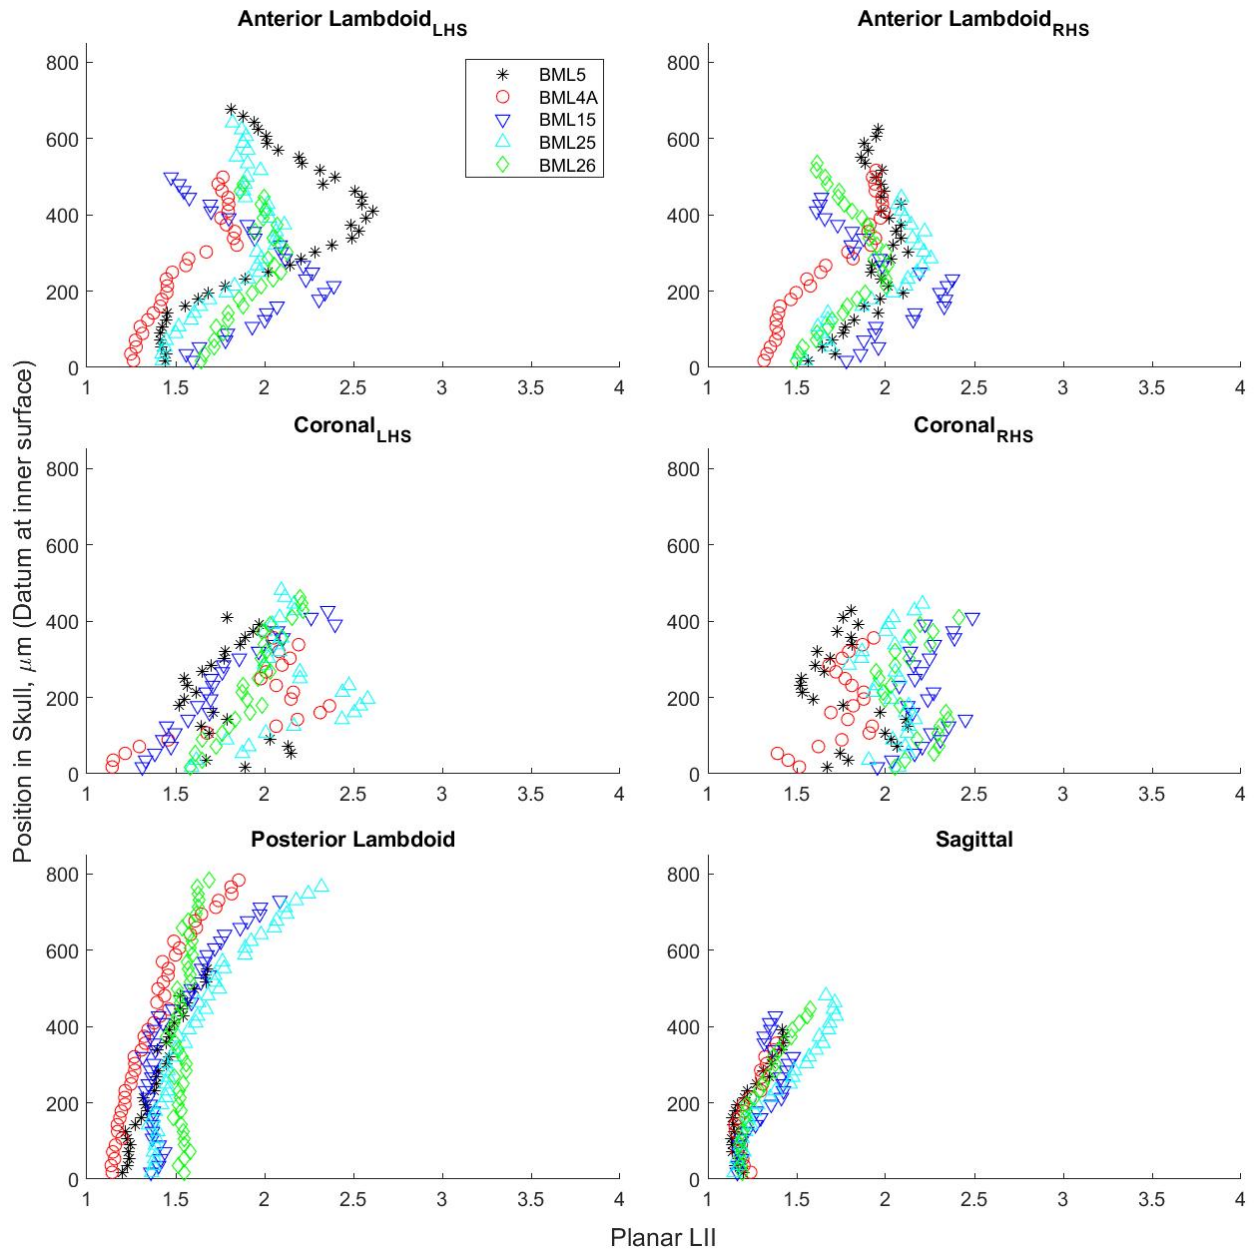 Anterior Lambdoid LHS
Anterior Lambdoid RHS
800
600
400
200
0
1 1.5 2 2.5 3 3.5 4
BML5
BML4A
BML15
BML25
BML26
800
600
400
200
0
1 1.5 2 2.5 3 3.5 4
Coronal LHS
Coronal RHS
800
600
400
200
0
1 1.5 2 2.5 3 3.5 4
800
600
400
200
0
1 1.5 2 2.5 3 3.5 4
Posterior Lambdoid
Sagittal
800
600
400
200
0
1 1.5 2 2.5 3 3.5 4
800
600
400
200
0
1 1.5 2 2.5 3 3.5 4
Position in Skull, μm (Datum at inner surface)
Planar LII